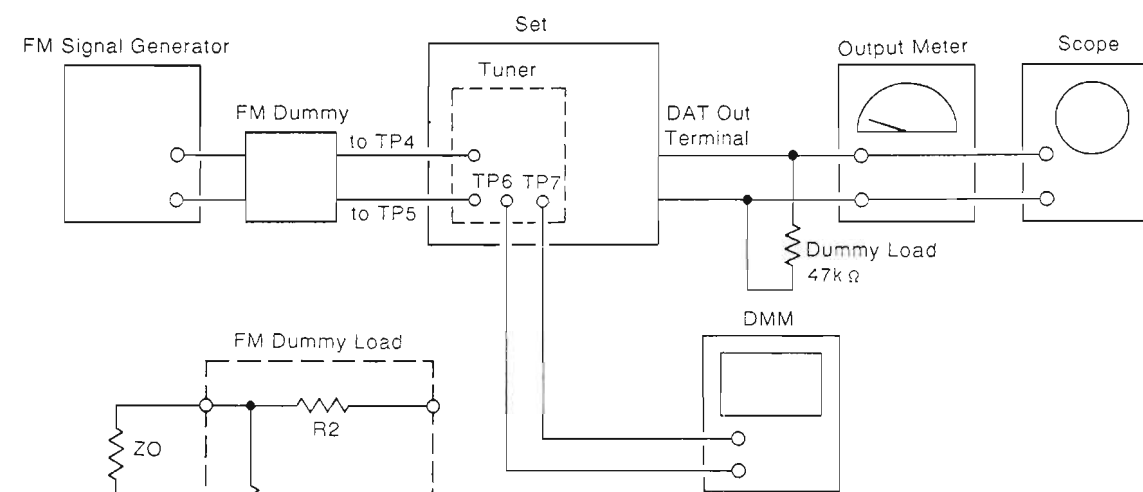 Set
FM Signal Generator
Output Meter
Scope
Tuner
FM Dummy
DAT Out
Terminal
to TP4
TP6 TP7
to TP5
Dummy Load
47kΩ
DMM
FM Dummy Load
R2
ZO